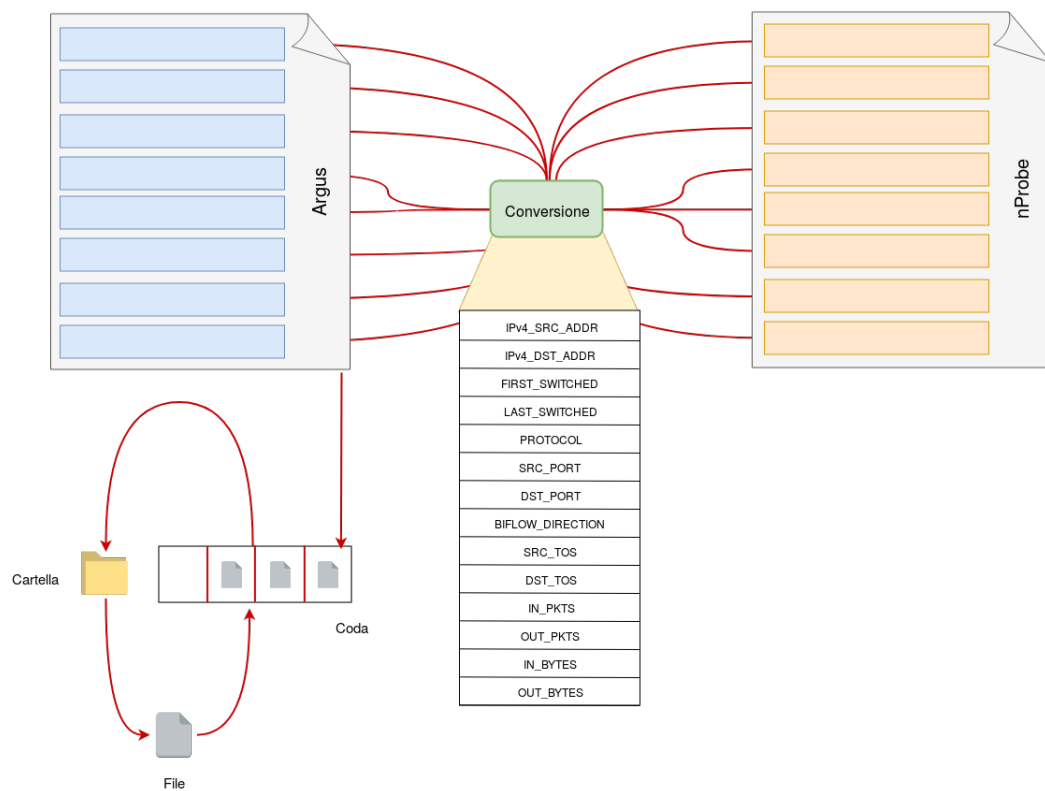 Argus
nProbe
Conversione
IPv4_SRC_ADDR
IPv4_DST_ADDR
FIRST_SWITCHED
LAST_SWITCHED
PROTOCOL
SRC_PORT
DST_PORT
BIFLOW_DIRECTION
SRC_TOS
DST_TOS
IN_PKTS
OUT_PKTS
IN_BYTES
OUT_BYTES
Cartella
Coda
File